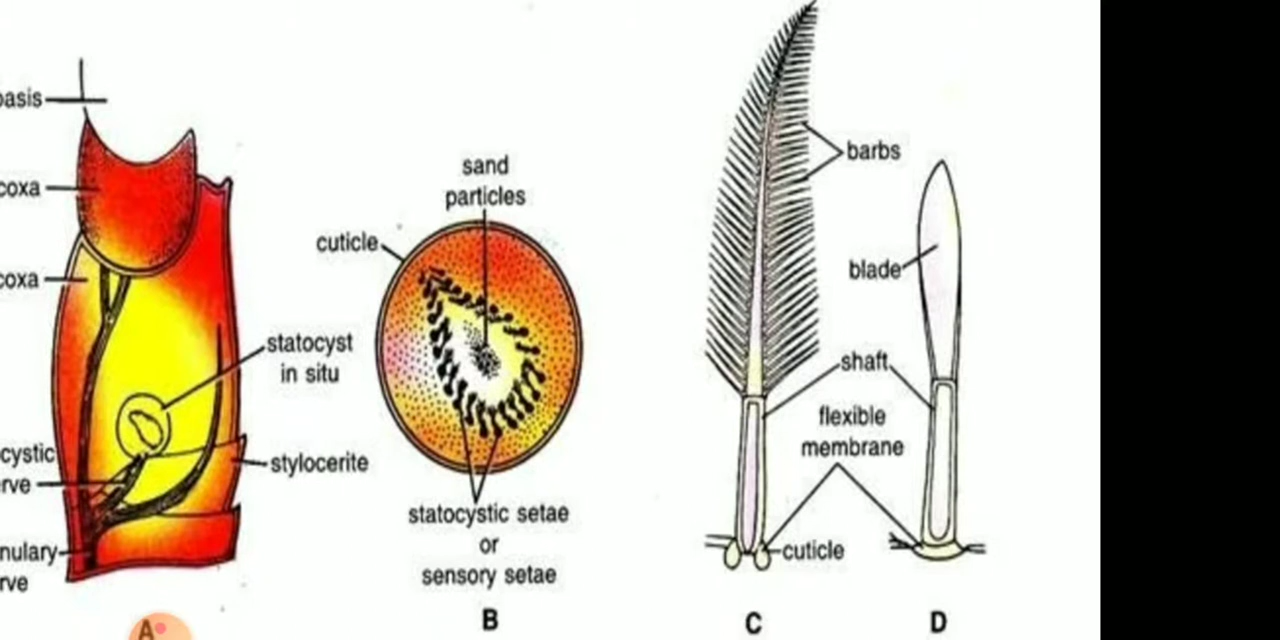 basis
coxa
coxa
statocyst
in situ
cystic
rve
stylocerite
nulary
rve
A
sand
particles
cuticle
statocystic setae
or
sensory setae
B
barbs
blade
shaft
flexible
membrane
cuticle
C
D